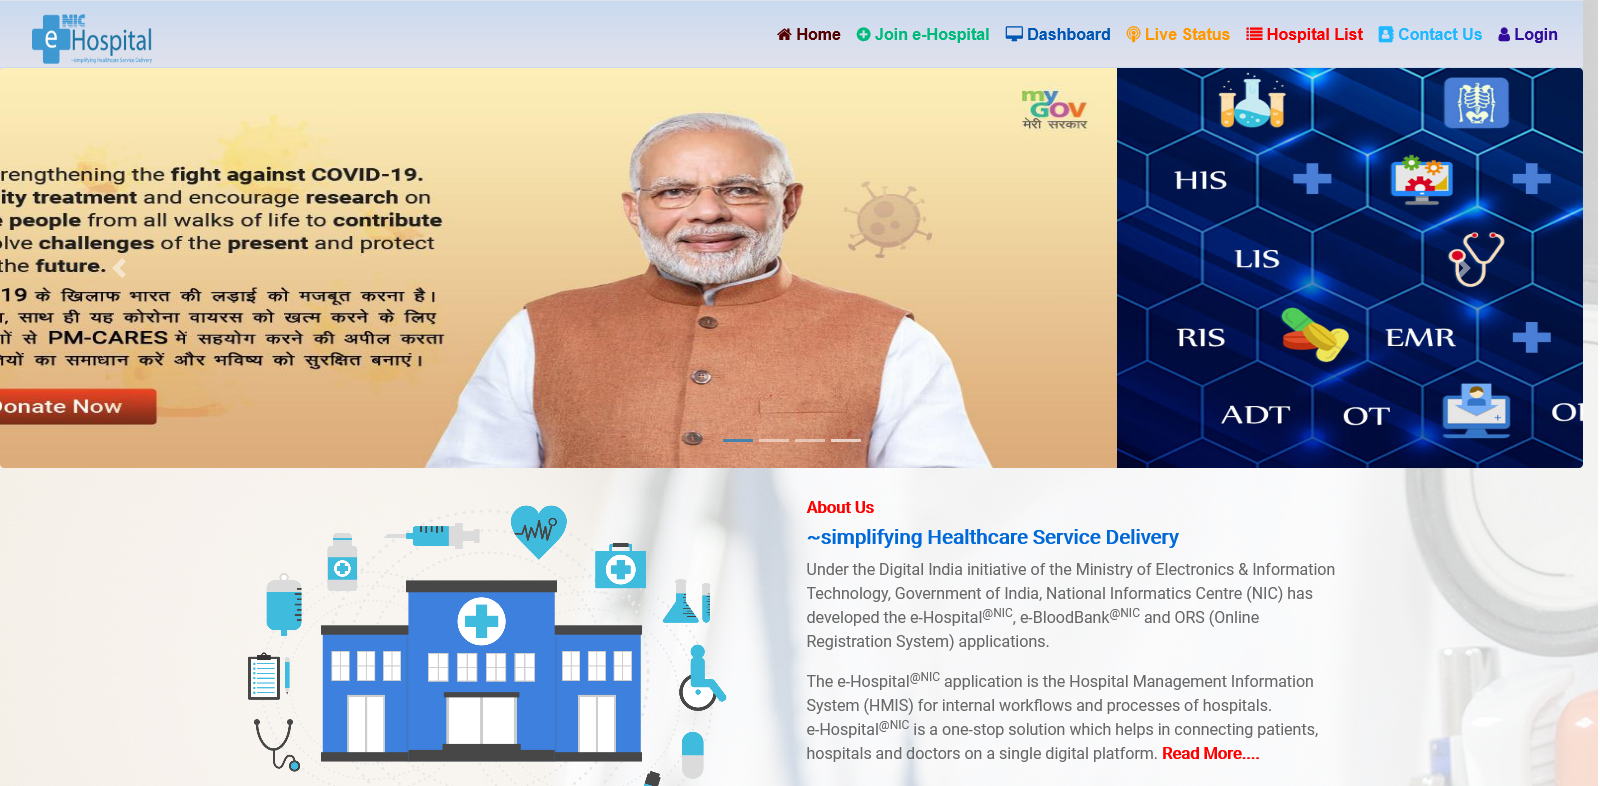 NIC
e Hospital
~simplifying Healthcare Service Delivery
Home Join e-Hospital Dashboard Live Status Hospital List Contact Us Login
my
GOV
मेरी सरकार
rengthening the fight against COVID-19.
ity treatment and encourage research on
e people from all walks of life to contribute
olve challenges of the present and protect
the future.
19 के खिलाफ भारत की लड़ाई को मजबूत करना है।
ा, साथ ही यह कोरोना वायरस को खत्म करने के लिए
ों से PM-CARES में सहयोग करने की अपील करता
तियों का समाधान करें और भविष्य को सुरक्षित बनाएं।
Donate Now
HIS
LIS
RIS EMR
ADT OT
About Us
~simplifying Healthcare Service Delivery
Under the Digital India initiative of the Ministry of Electronics & Information
Technology, Government of India, National Informatics Centre (NIC) has
developed the e-Hospital@NIC, e-BloodBank@NIC and ORS (Online
Registration System) applications.
The e-Hospital@NIC application is the Hospital Management Information
System (HMIS) for internal workflows and processes of hospitals.
e-Hospital@NIC is a one-stop solution which helps in connecting patients,
hospitals and doctors on a single digital platform. Read More....